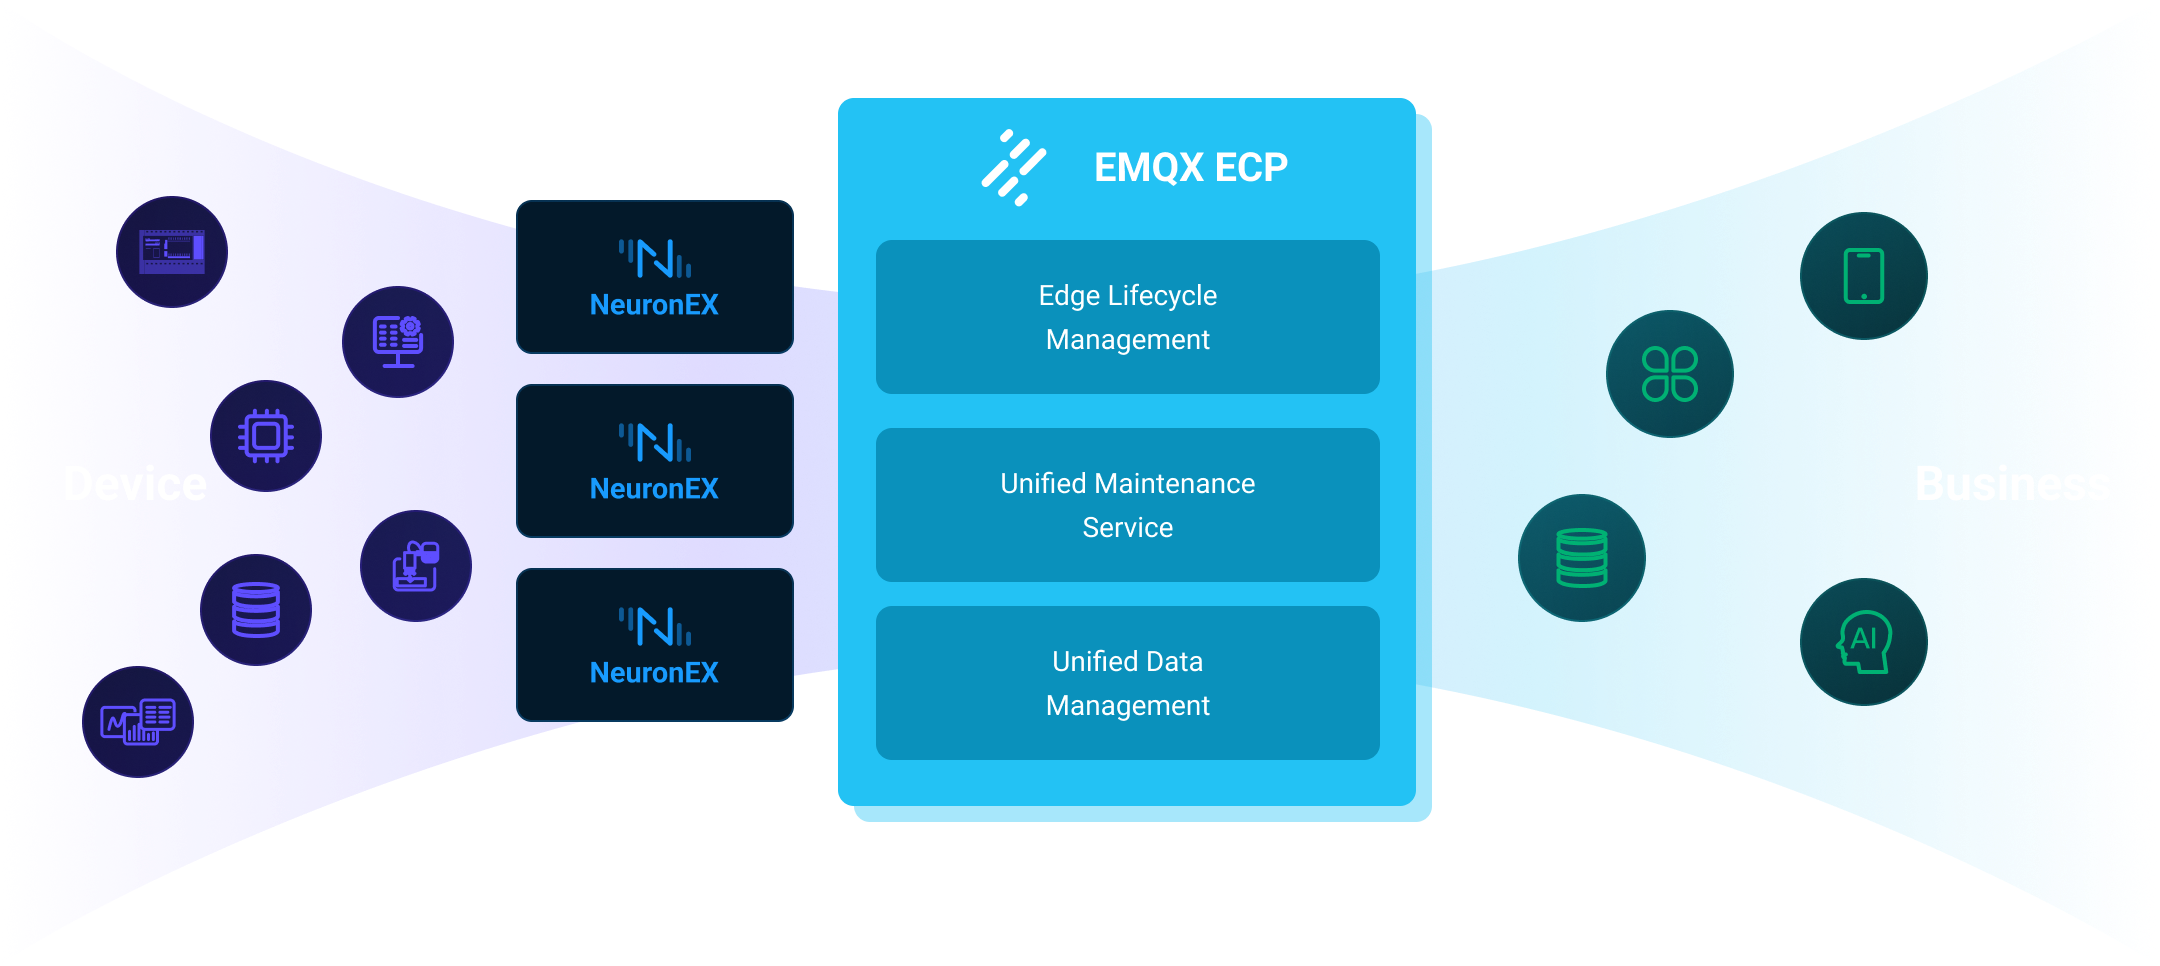 Device
NeuronEX
NeuronEX
NeuronEX
EMQX ECP
Edge Lifecycle
Management
Unified Maintenance
Service
Unified Data
Management
Business
AI